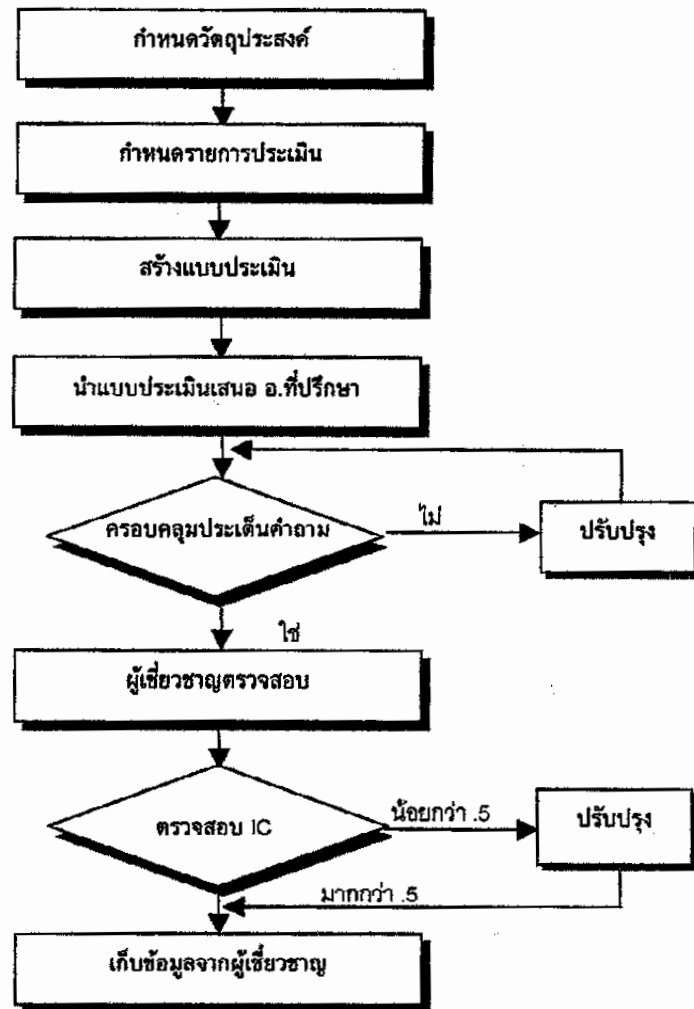 กำหนดวัตถุประสงค์
กำหนดรายการประเมิน
สร้างแบบประเมิน
นำแบบประเมินเสนอ อ.ที่ปรึกษา
ครอบคลุมประเด็นคำถาม
ไม่
ปรับปรุง
ใช่
ผู้เชี่ยวชาญตรวจสอบ
ตรวจสอบ IC
น้อยกว่า .5
ปรับปรุง
มากกว่า .5
เก็บข้อมูลจากผู้เชี่ยวชาญ